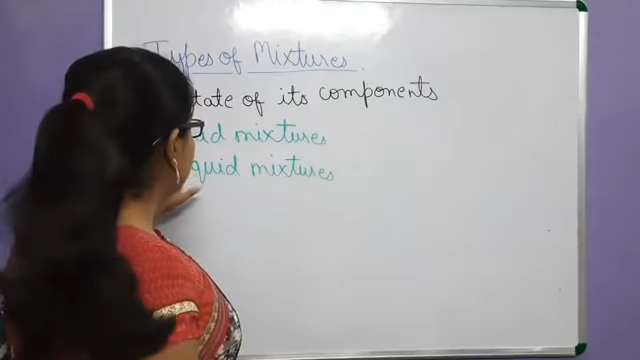 Types of Mixtures
of its components
mixtures
mixtures